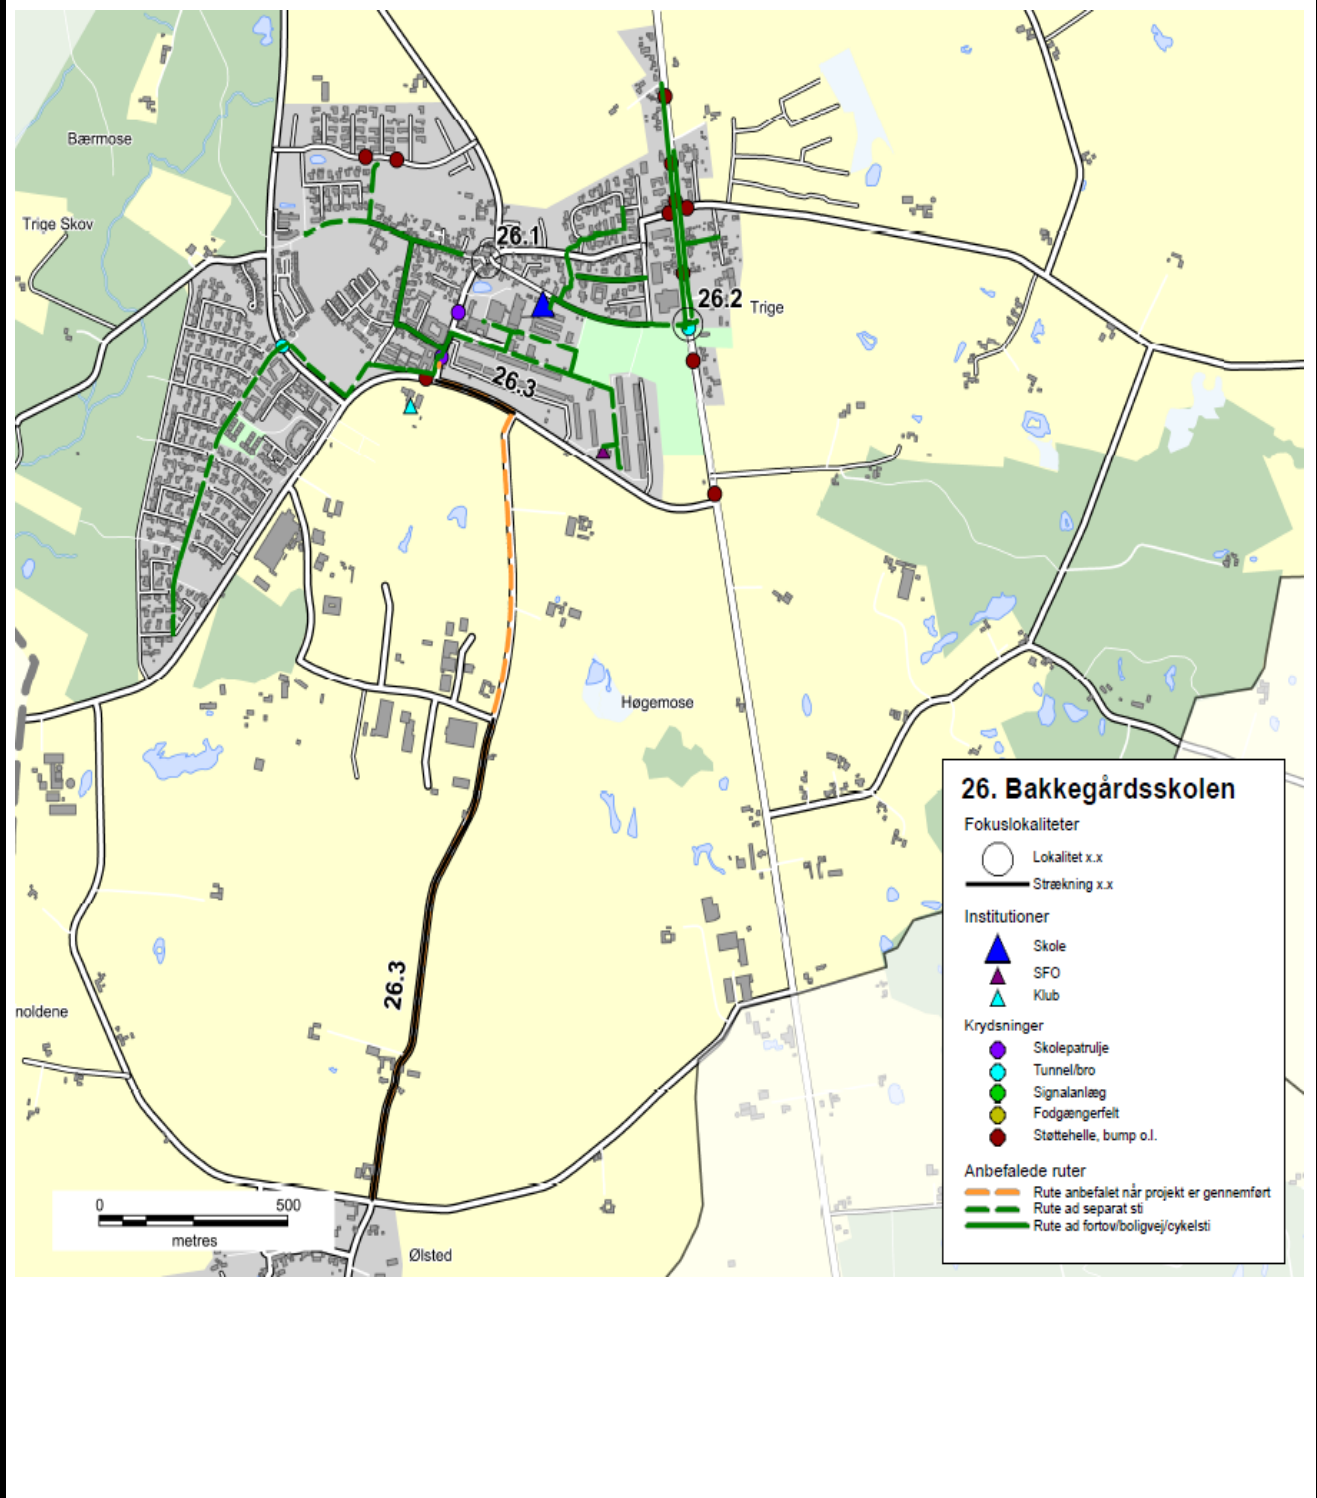 Bærmose
Trige Skov
26.1
26.2
Trige
26.3
Høgemose
26.3
noldene
Ølsted
0 500
metres
26. Bakkegårdsskolen
Fokuslokaliteter
Lokalitet x.x
Strækning x.x
Institutioner
Skole
SFO
Klub
Krydsninger
Skolepatrulje
Tunnel/bro
Signalanlæg
Fodgængerfelt
Støttehelle, bump o.l.
Anbefalede ruter
Rute anbefalet når projekt er gennemført
Rute ad separat sti
Rute ad fortov/boligvej/cykelsti